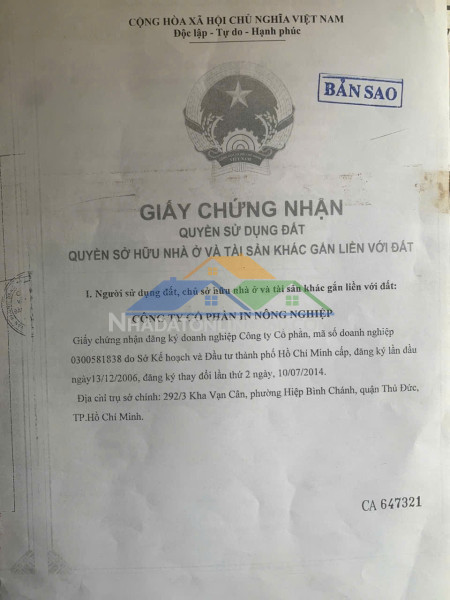 CỘNG HÒA XÃ HỘI CHỦ NGHĨA VIỆT NAM
Độc lập - Tự do - Hạnh phúc
BẢN SAO
GIẤY CHỨNG NHẬN
QUYỀN SỬ DỤNG ĐẤT
QUYỀN SỞ HỮU NHÀ Ở VÀ TÀI SẢN KHÁC GẮN LIỀN VỚI ĐẤT
I. Người sử dụng đất, chủ sở hữu nhà ở và tài sản khác gắn liền với đất:
CÔNG TY CỔ PHẦN IN NÔNG NGHIỆP
NHADATONLINE
Giấy chứng nhận đăng ký doanh nghiệp Công ty Cổ phần, mã số doanh nghiệp
0300581838 do Sở Kế hoạch và Đầu tư thành phố Hồ Chí Minh cấp, đăng ký lần đầu
ngày13/12/2006, đăng ký thay đổi lần thứ 2 ngày, 10/07/2014.
Địa chỉ trụ sở chính: 292/3 Kha Vạn Cân, phường Hiệp Bình Chánh, quận Thủ Đức,
TP.Hồ Chí Minh.
CA 647321